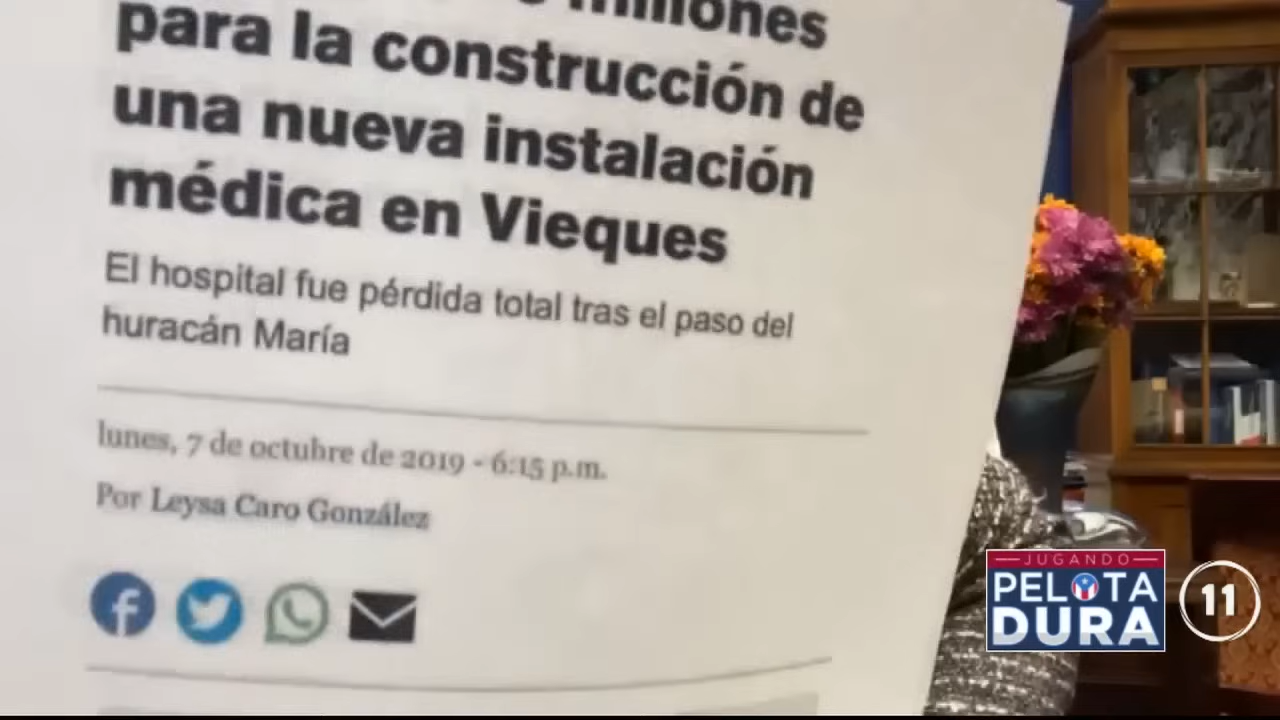 millones
para la construcción de
una nueva instalación
médica en Vieques
El hospital fue pérdida total tras el paso del
huracán María
lunes, 7 de octubre de 2019 - 6:15 p.m.
Por Leysa Caro González
JUGANDO
PELOTA
DURA
11